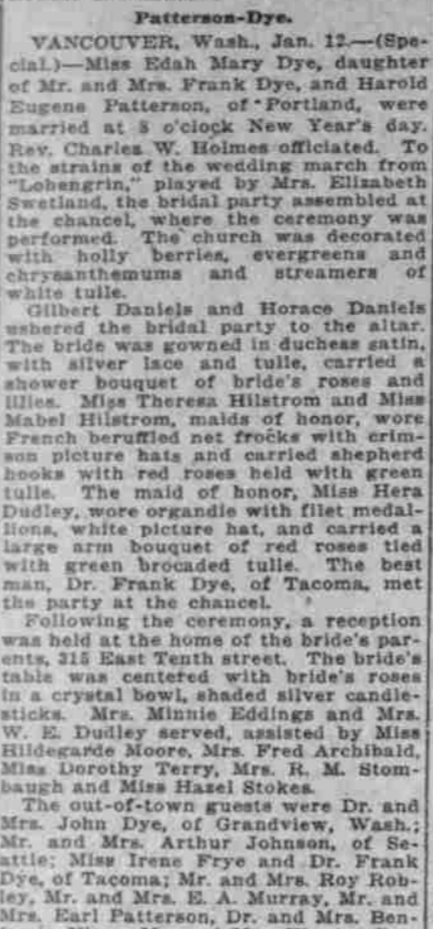 Patterson-Dye.
VANCOUVER, Wash., Jan. 12.—(Spe-
cial.)—Miss Edah Mary Dye, daughter
of Mr. and Mrs. Frank Dye, and Harold
Eugene Patterson, of Portland, were
married at 8 o'clock New Year's day.
Rev. Charles W. Holmes officiated. To
the strains of the wedding march from
"Lohengrin," played by Mrs. Elizabeth
Swetland, the bridal party assembled at
the chancel, where the ceremony was
performed. The church was decorated
with holly berries, evergreens and
chrysanthemums and streamers of
white tulle.
Gilbert Daniels and Horace Daniels
ushered the bridal party to the altar.
The bride was gowned in duchess satin,
with silver lace and tulle, carried a
shower bouquet of bride's roses and
lilies. Miss Theresa Hilstrom and Miss
Mabel Hilstrom, maids of honor, wore
French beruffled net frocks with crim-
son picture hats and carried shepherd
hooks with red roses held with green
tulle. The maid of honor, Miss Hera
Dudley, wore organdie with filet medal-
lions, white picture hat, and carried a
large arm bouquet of red roses tied
with green brocaded tulle. The best
man, Dr. Frank Dye, of Tacoma, met
the party at the chancel.
Following the ceremony, a reception
was held at the home of the bride's par-
ents, 315 East Tenth street. The bride's
table was centered with bride's roses
in a crystal bowl, shaded silver candle-
sticks. Mrs. Minnie Eddings and Mrs.
W. E. Dudley served, assisted by Miss
Hildegarde Moore, Mrs. Fred Archibald,
Miss Dorothy Terry, Mrs. R. M. Stom-
baugh and Miss Hazel Stokes.
The out-of-town guests were Dr. and
Mrs. John Dye, of Grandview, Wash.;
Mr. and Mrs. Arthur Johnson, of Se-
attle; Miss Irene Frye and Dr. Frank
Dye, of Tacoma; Mr. and Mrs. Roy Rob-
ley, Mr. and Mrs. E. A. Murray, Mr. and
Mrs. Earl Patterson, Dr. and Mrs. Ben-